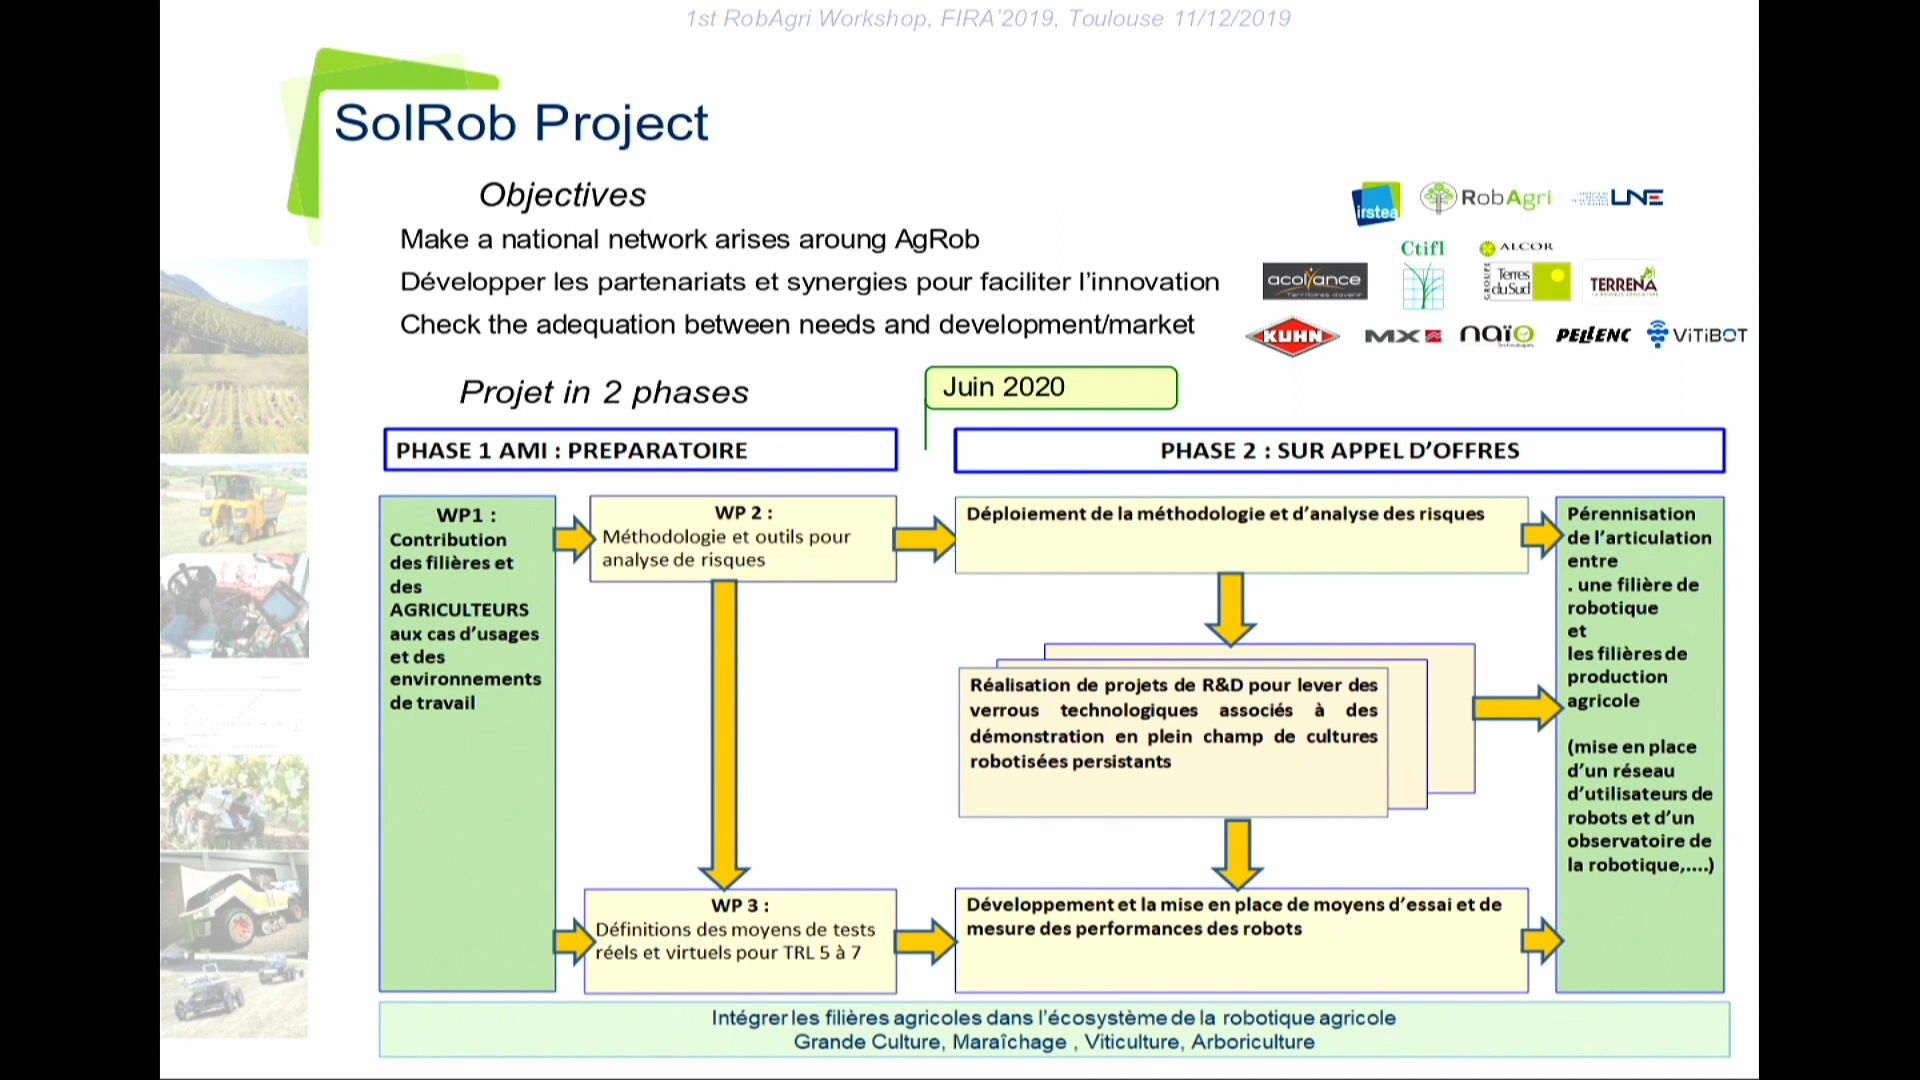 1st RobAgri Workshop, FIRA'2019, Toulouse 11/12/2019
SolRob Project
Objectives
Make a national network arises aroung AgRob
Développer les partenariats et synergies pour faciliter l'innovation
Check the adequation between needs and development/market
irstea
RobAgri
LNE
Ctifl
ALCOR
acolyance
GROUPE
Terres
du Sud
TERRENA
KUHN
MX
naïo
PELLENC
ViTiBOT
Projet in 2 phases
Juin 2020
PHASE 1 AMI : PREPARATOIRE
PHASE 2 : SUR APPEL D'OFFRES
WP1 :
Contribution
des filières et
des
AGRICULTEURS
aux cas d'usages
et des
environnements
de travail
WP 2 :
Méthodologie et outils pour
analyse de risques
WP 3 :
Définitions des moyens de tests
réels et virtuels pour TRL 5 à 7
Déploiement de la méthodologie et d'analyse des risques
Réalisation de projets de R&D pour lever des
verrous technologiques associés à des
démonstration en plein champ de cultures
robotisées persistants
Développement et la mise en place de moyens d'essai et de
mesure des performances des robots
Pérennisation
de l'articulation
entre
. une filière de
robotique
et
les filières de
production
agricole
(mise en place
d'un réseau
d'utilisateurs de
robots et d'un
observatoire de
la robotique,....)
Intégrer les filières agricoles dans l'écosystème de la robotique agricole
Grande Culture, Maraîchage , Viticulture, Arboriculture